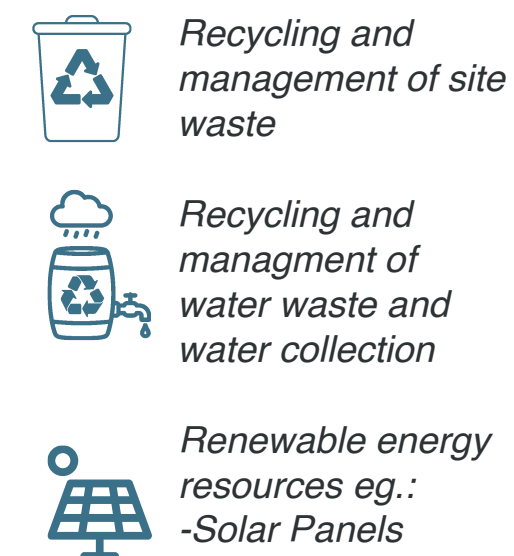 Recycling and
management of site
waste
Recycling and
managment of
water waste and
water collection
Renewable energy
resources eg.:
-Solar Panels